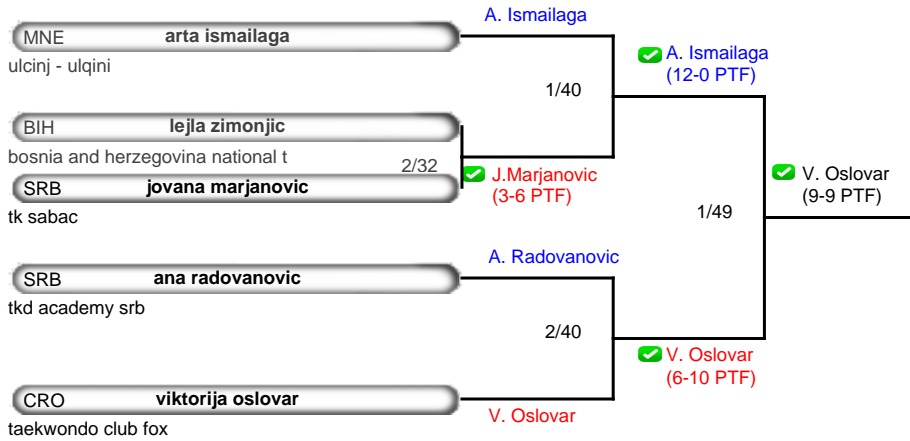 A. Ismailaga
MNE arta ismailaga
ulcinj - ulqini
A. Ismailaga
(12-0 PTF)
1/40
BIH lejla zimonjic
bosnia and herzegovina national t
2/32
J.Marjanovic
(3-6 PTF)
SRB jovana marjanovic
tk sabac
V. Oslovar
(9-9 PTF)
1/49
A. Radovanovic
SRB ana radovanovic
tkd academy srb
2/40
V. Oslovar
(6-10 PTF)
CRO viktorija oslovar
V. Oslovar
taekwondo club fox